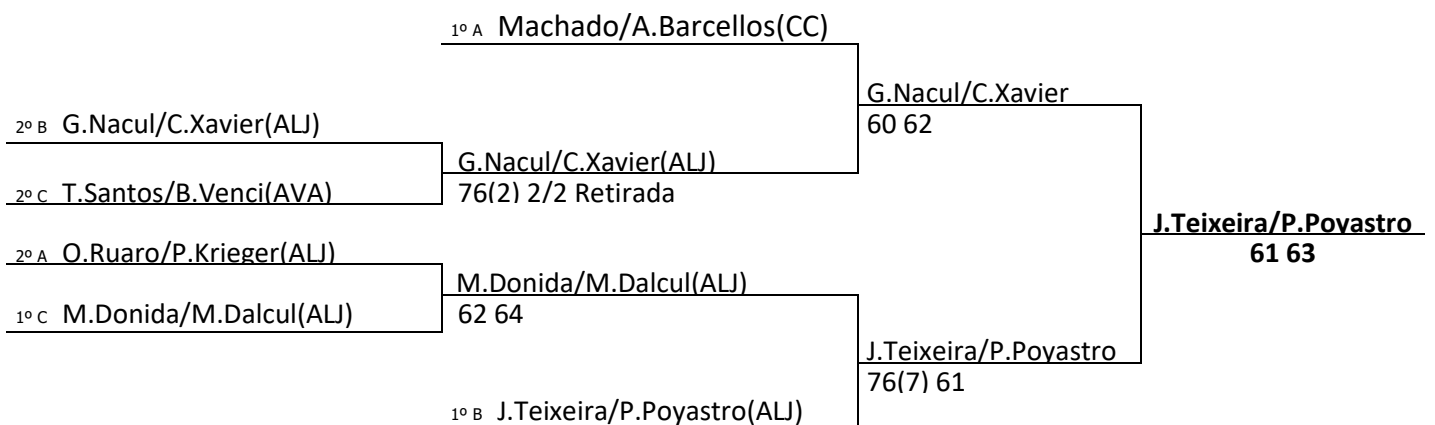 1º A Machado/A.Barcellos(CC)
G.Nacul/C.Xavier
60 62
2º B G.Nacul/C.Xavier(ALJ)
G.Nacul/C.Xavier(ALJ)
76(2) 2/2 Retirada
2º C T.Santos/B.Venci(AVA)
J.Teixeira/P.Poyastro
61 63
2º A O.Ruaro/P.Krieger(ALJ)
M.Donida/M.Dalcul(ALJ)
62 64
1º C M.Donida/M.Dalcul(ALJ)
J.Teixeira/P.Poyastro
76(7) 61
1º B J.Teixeira/P.Poyastro(ALJ)